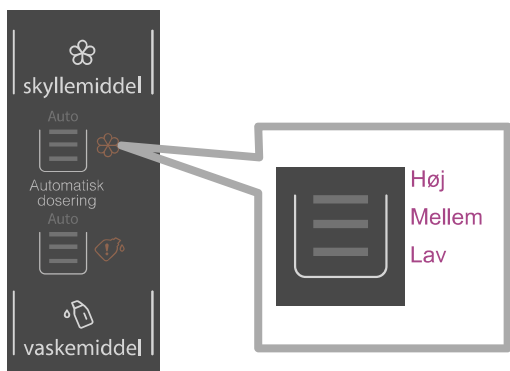 skyllemiddel
Auto
Automatisk
dosering
Auto
vaskemiddel
Høj
Mellem
Lav